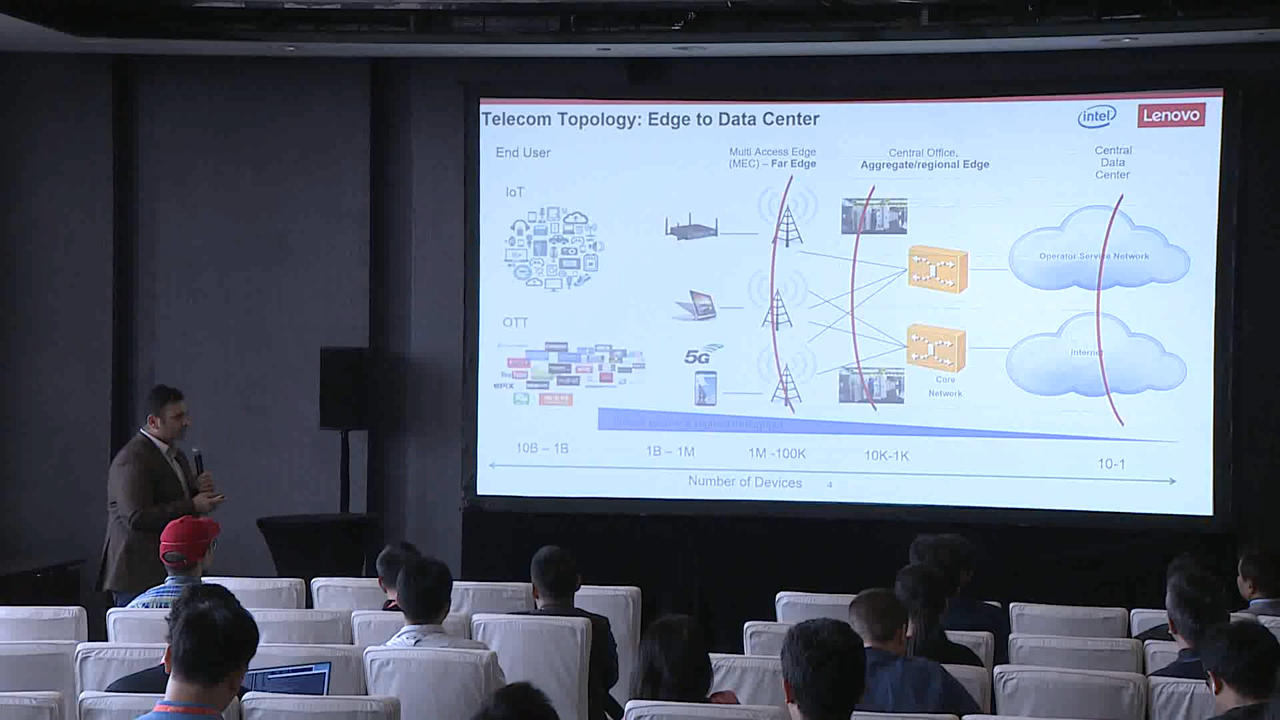 Telecom Topology: Edge to Data Center
intel
Lenovo
End User
Multi Access Edge
(MEC) – Far Edge
Central Office,
Aggregate/regional Edge
Central
Data
Center
IoT
Operator Service Network
OTT
5G
Internet
epix
Core
Network
10B – 1B
1B – 1M
1M -100K
10K-1K
10-1
Number of Devices
4